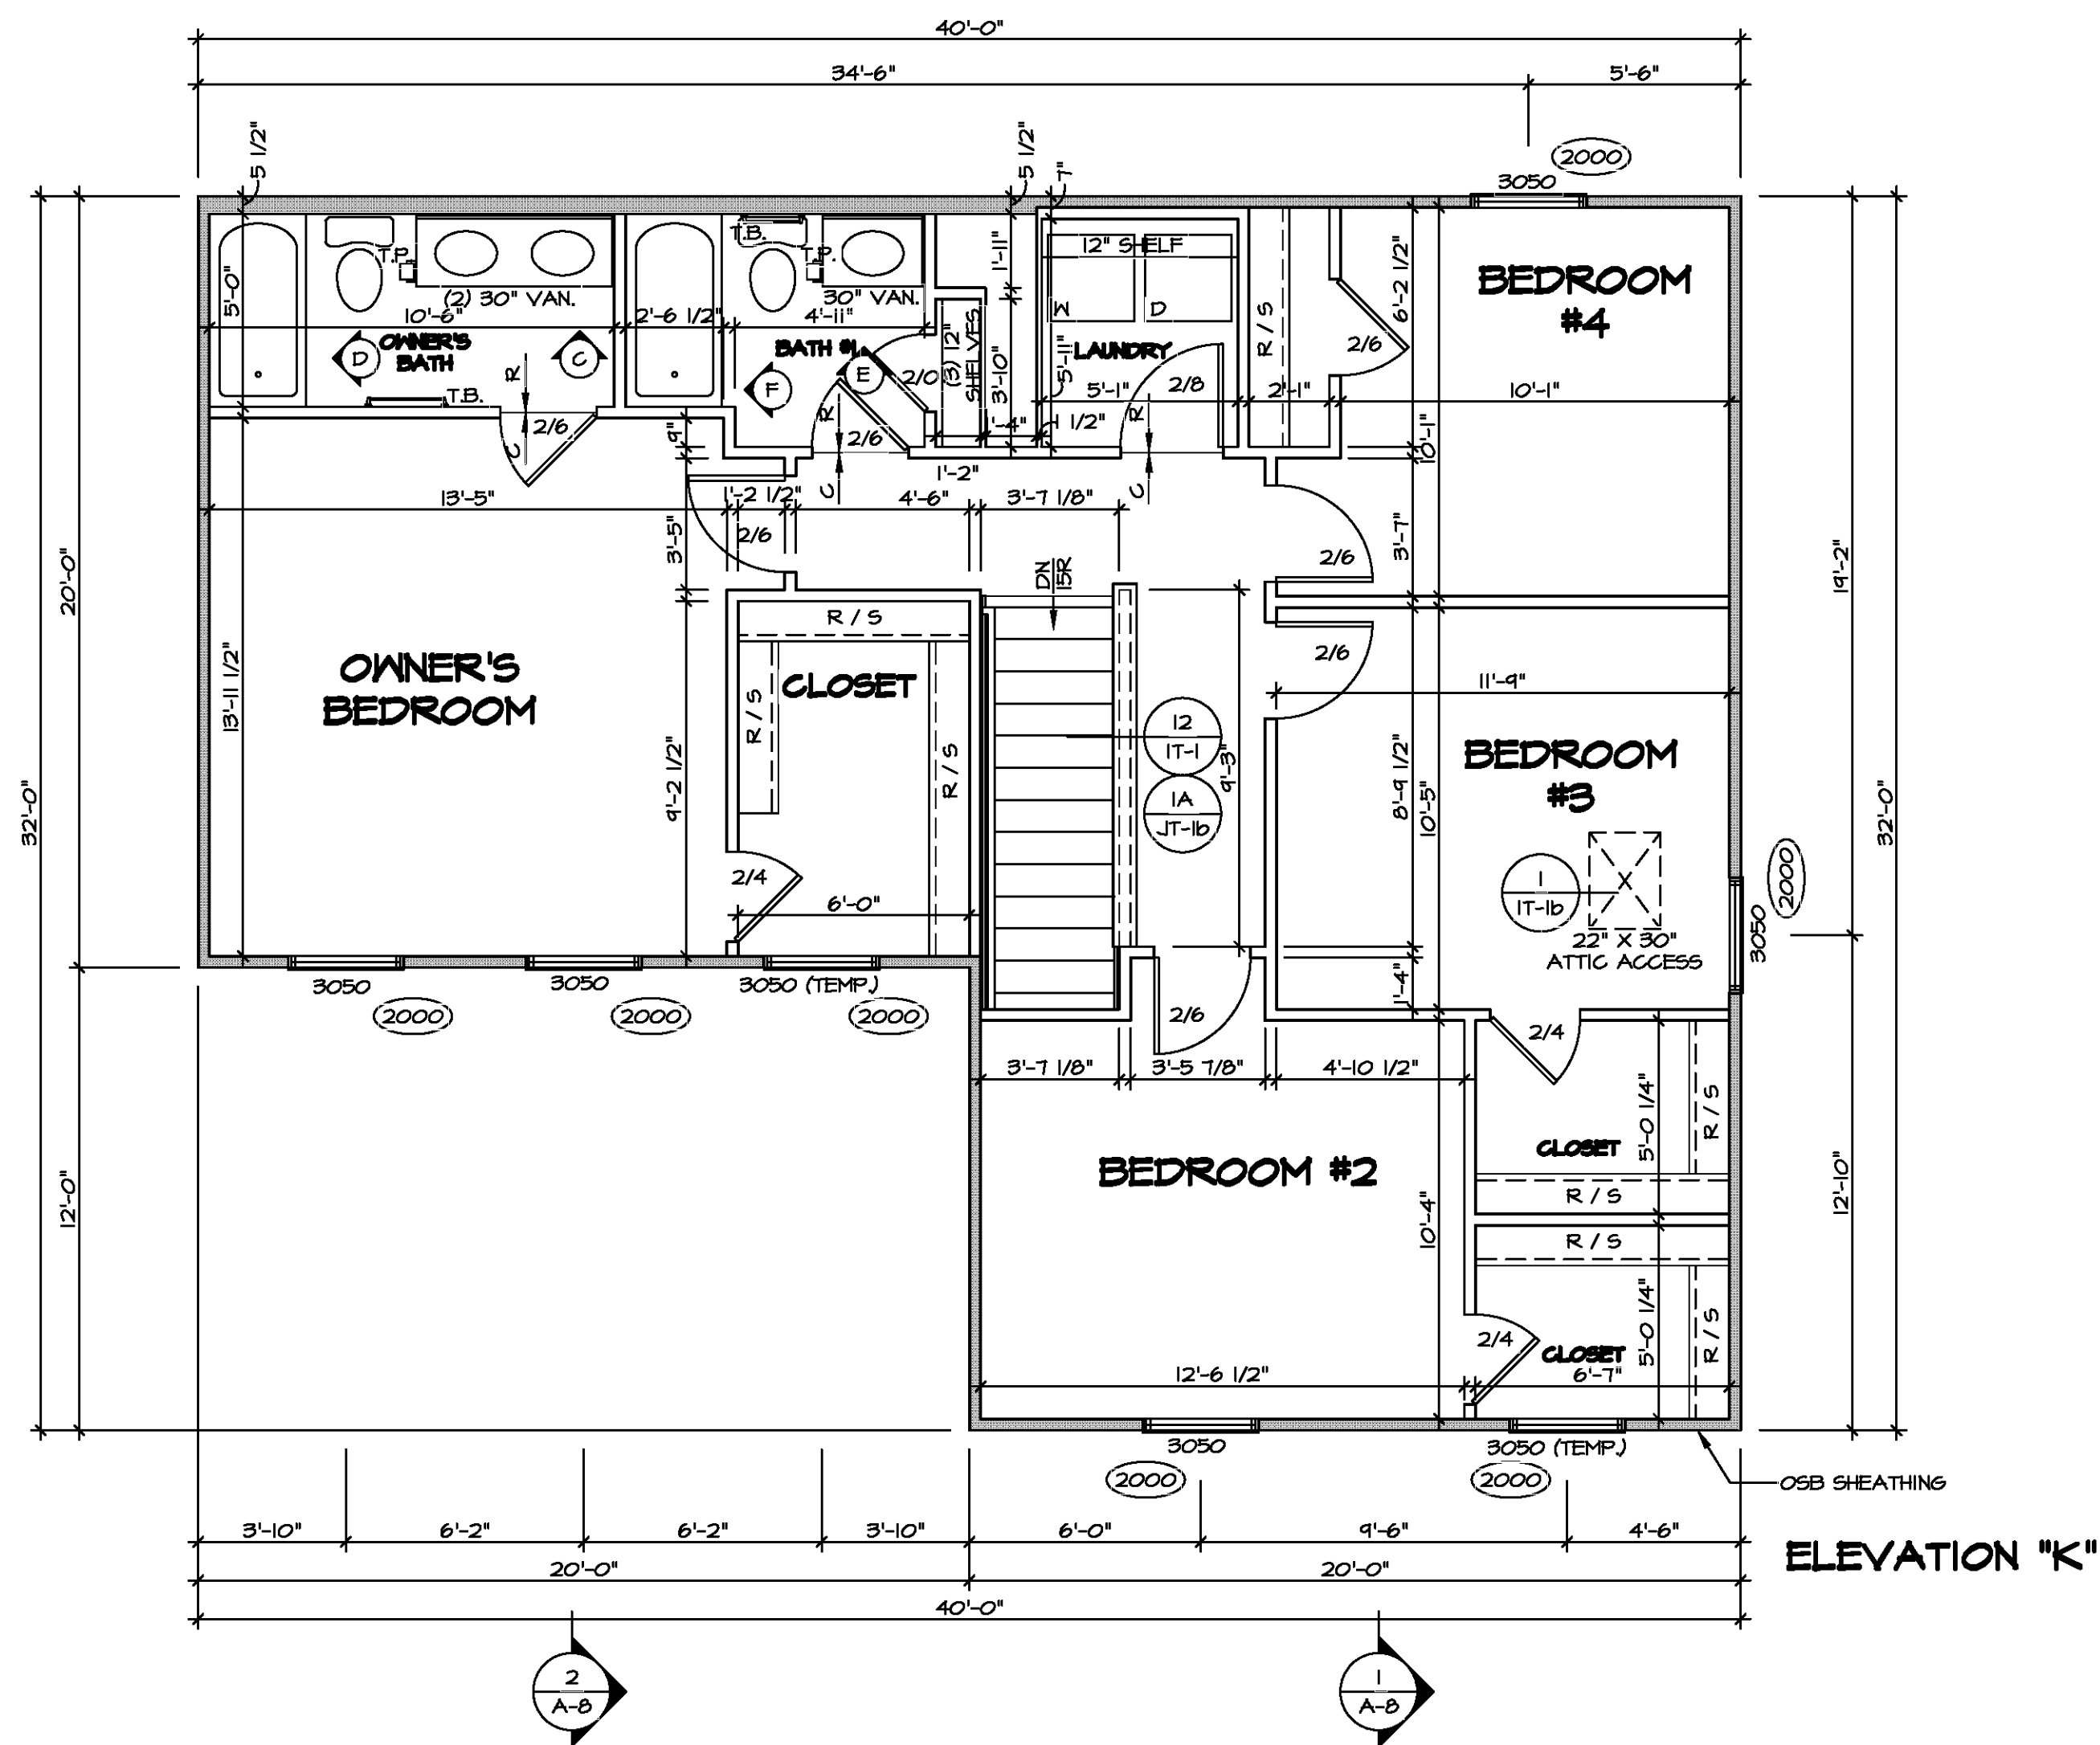 40'-0"
34'-6"
5'-6"
5 1/2"
5 1/2"
7"
2000
3050
T.B.
T.P.
T.P.
(2) 30" VAN.
30" VAN.
5'-0"
10'-6"
2'-6 1/2"
4'-11"
1'-11"
12" SHELF
W
D
R / S
6'-2 1/2"
BEDROOM
#4
OWNER'S
BATH
D
C
R
T.B.
2/6
C
BATH #1
F
E
2/0
(3) 12"
SHELVES
3'-10"
R
2/6
C
LAUNDRY
5'-11"
5'-1"
2/8
R
C
2'-1"
2/6
10'-1"
9"
1'-4"
1 1/2"
1'-2"
10'-1"
13'-5"
1'-2 1/2"
4'-6"
3'-7 1/8"
3'-5"
2/6
DN
15R
2/6
3'-7"
20'-0"
32'-0"
19'-2"
32'-0"
OWNER'S
BEDROOM
13'-11 1/2"
R / S
CLOSET
R / S
R / S
9'-2 1/2"
2/4
6'-0"
12
IT-1
1A
JT-1b
9'-3"
2/6
11'-9"
BEDROOM
#3
8'-9 1/2"
10'-5"
1
IT-1b
22" X 30"
ATTIC ACCESS
2000
3050
3050
2000
3050
2000
3050 (TEMP.)
2000
1'-4"
2/6
2/4
3'-7 1/8"
3'-5 7/8"
4'-10 1/2"
12'-0"
BEDROOM #2
10'-4"
5'-0 1/4"
R / S
CLOSET
R / S
12'-10"
R / S
5'-0 1/4"
R / S
2/4
CLOSET
12'-6 1/2"
6'-7"
3050
2000
3050 (TEMP.)
2000
OSB SHEATHING
3'-10"
6'-2"
6'-2"
3'-10"
6'-0"
9'-6"
4'-6"
20'-0"
20'-0"
40'-0"
ELEVATION "K"
2
A-8
1
A-8